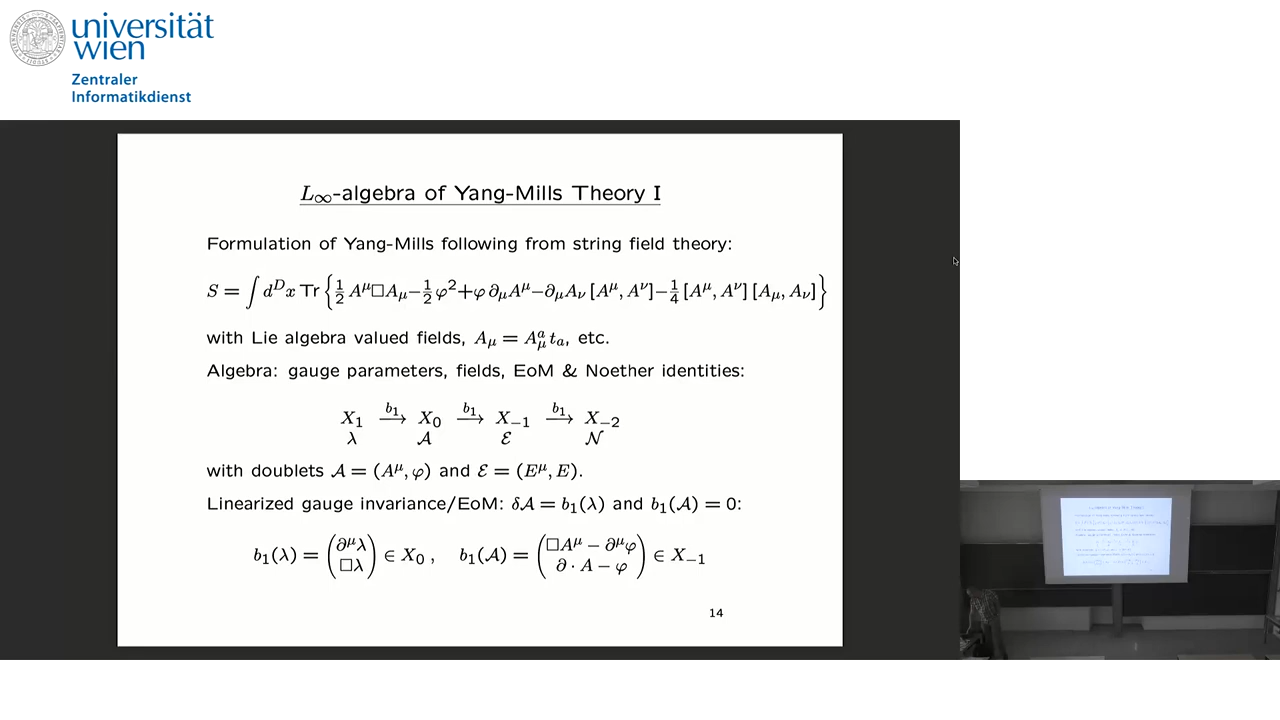 universität
wien
Zentraler
Informatikdienst
L∞-algebra of Yang-Mills Theory I
Formulation of Yang-Mills following from string field theory:
S = ∫ d^D x Tr { 1/2 A^μ □ A_μ − 1/2 φ² + φ ∂_μ A^μ − ∂_μ A_ν [A^μ, A^ν] − 1/4 [A^μ, A^ν] [A_μ, A_ν] }
with Lie algebra valued fields, A_μ = A^a_μ t_a, etc.
Algebra: gauge parameters, fields, EoM & Noether identities:
X_1 —b_1→ X_0 —b_1→ X_{−1} —b_1→ X_{−2}
λ 𝒜 ℰ 𝒩
with doublets 𝒜 = (A^μ, φ) and ℰ = (E^μ, E).
Linearized gauge invariance/EoM: δ𝒜 = b_1(λ) and b_1(𝒜) = 0:
b_1(λ) = (∂^μ λ ; □λ) ∈ X_0 , b_1(𝒜) = (□A^μ − ∂^μ φ ; ∂ · A − φ) ∈ X_{−1}
14